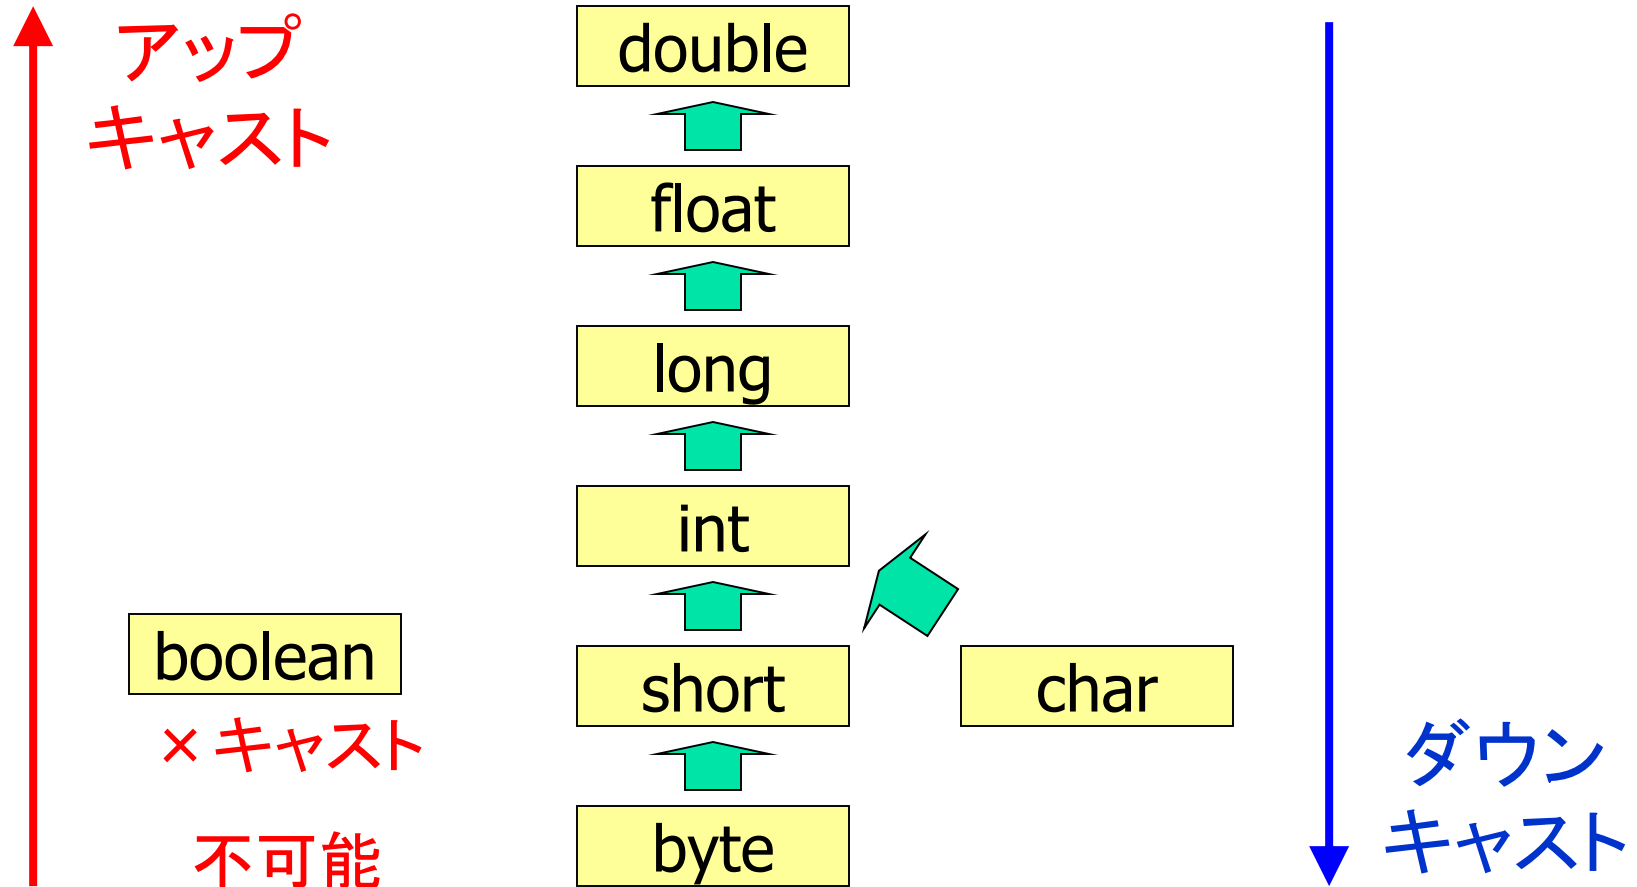 アップ
キャスト
double
float
long
int
boolean
short
char
×キャスト
不可能
byte
ダウン
キャスト